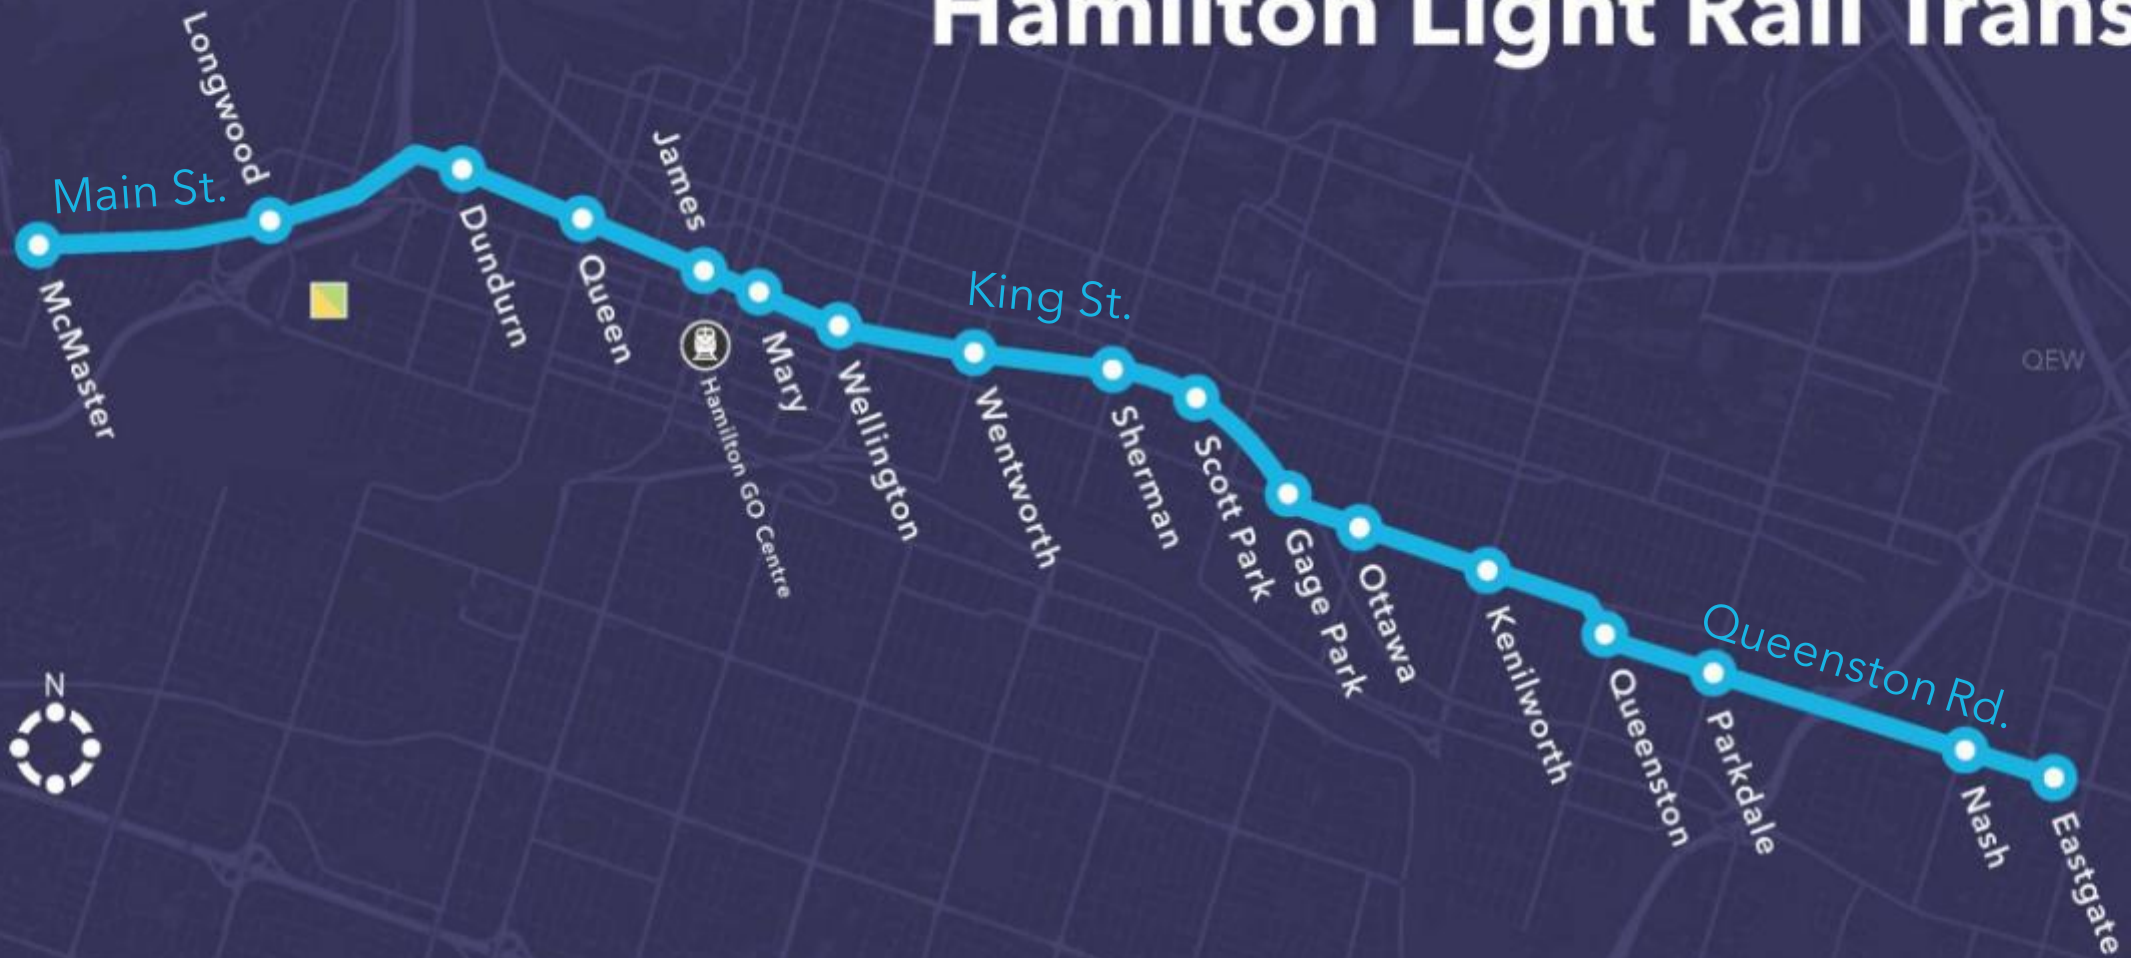 Hamilton Light Rail Trans
Longwood
James
Main St.
McMaster
Dundurn
Queen
King St.
Mary
Hamilton GO Centre
Wellington
Wentworth
Sherman
Scott Park
QEW
Gage Park
Ottawa
Kenilworth
Queenston Rd.
Queenston
Parkdale
Nash
Eastgate
N